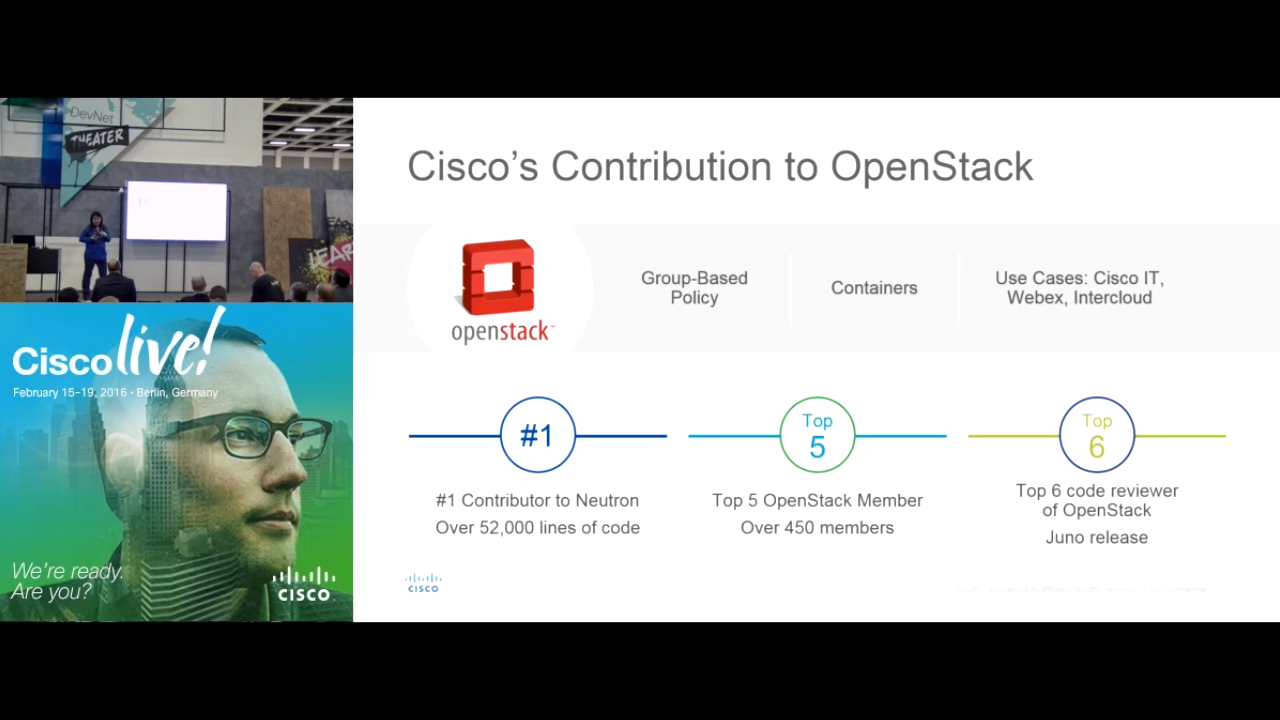 DevNet
THEATER
Cisco live!
February 15-19, 2016 • Berlin, Germany
We're ready.
Are you?
CISCO
Cisco's Contribution to OpenStack
openstack™
Group-Based
Policy
Containers
Use Cases: Cisco IT,
Webex, Intercloud
#1
#1 Contributor to Neutron
Over 52,000 lines of code
Top
5
Top 5 OpenStack Member
Over 450 members
Top
6
Top 6 code reviewer
of OpenStack
Juno release
CISCO